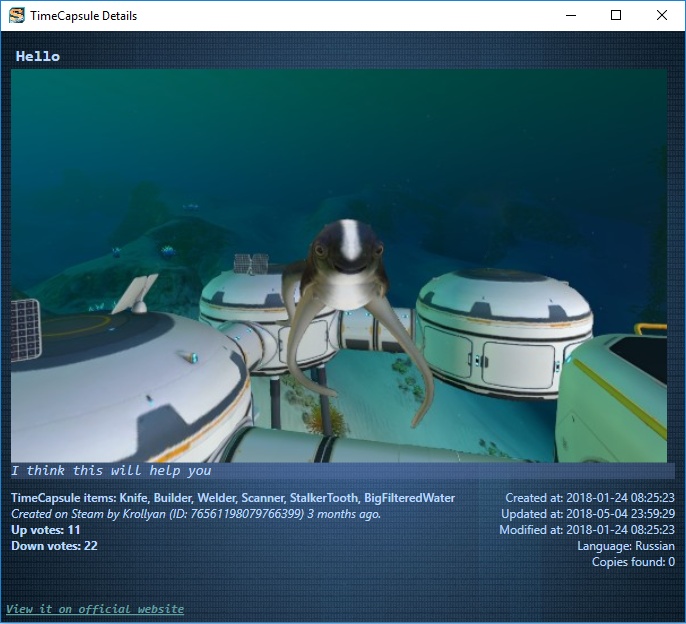 TimeCapsule Details
Hello
I think this will help you
TimeCapsule items: Knife, Builder, Welder, Scanner, StalkerTooth, BigFilteredWater
Created on Steam by Krollyan (ID: 76561198079766399) 3 months ago.
Up votes: 11
Down votes: 22
Created at: 2018-01-24 08:25:23
Updated at: 2018-05-04 23:59:29
Modified at: 2018-01-24 08:25:23
Language: Russian
Copies found: 0
View it on official website